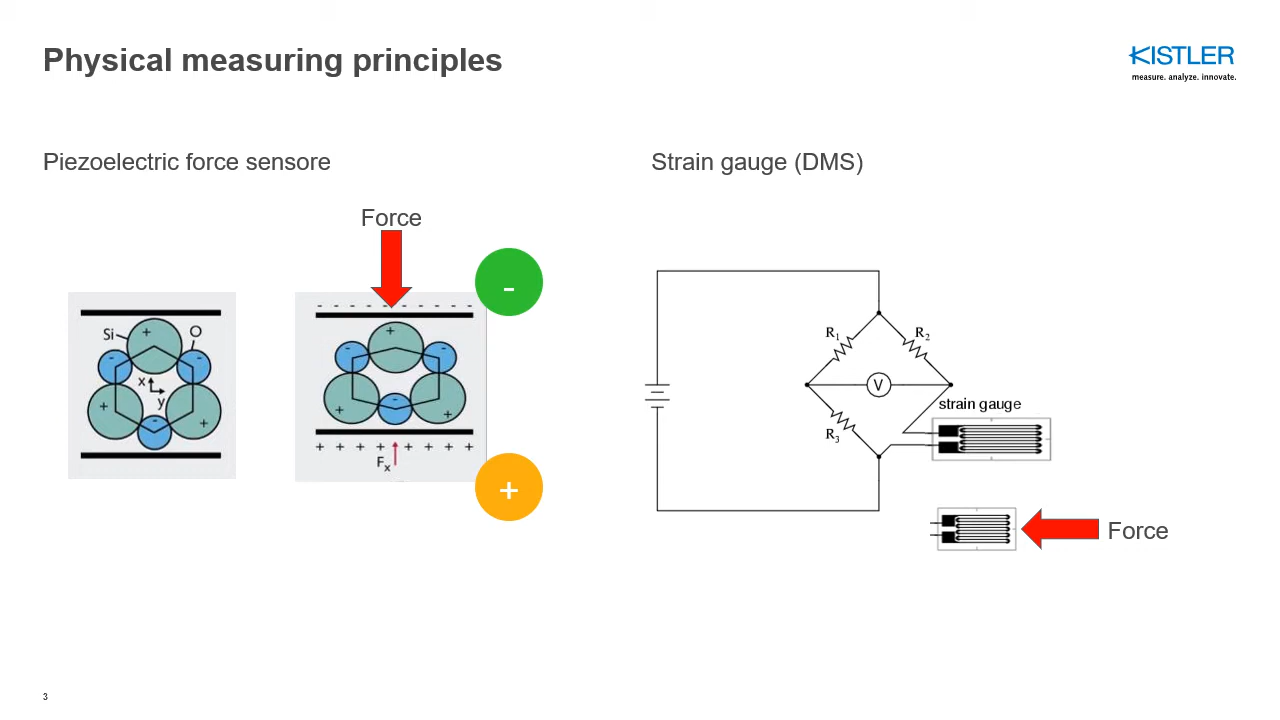 Physical measuring principles
KISTLER
measure. analyze. innovate.
Piezoelectric force sensore
Strain gauge (DMS)
Force
- - - - - - - - - -
-
Si
O
+
+
- -
- -
x
y
+ +
+ +
-
-
+ + + + + + + + +
Fx
+
R1
R2
V
R3
strain gauge
Force
3